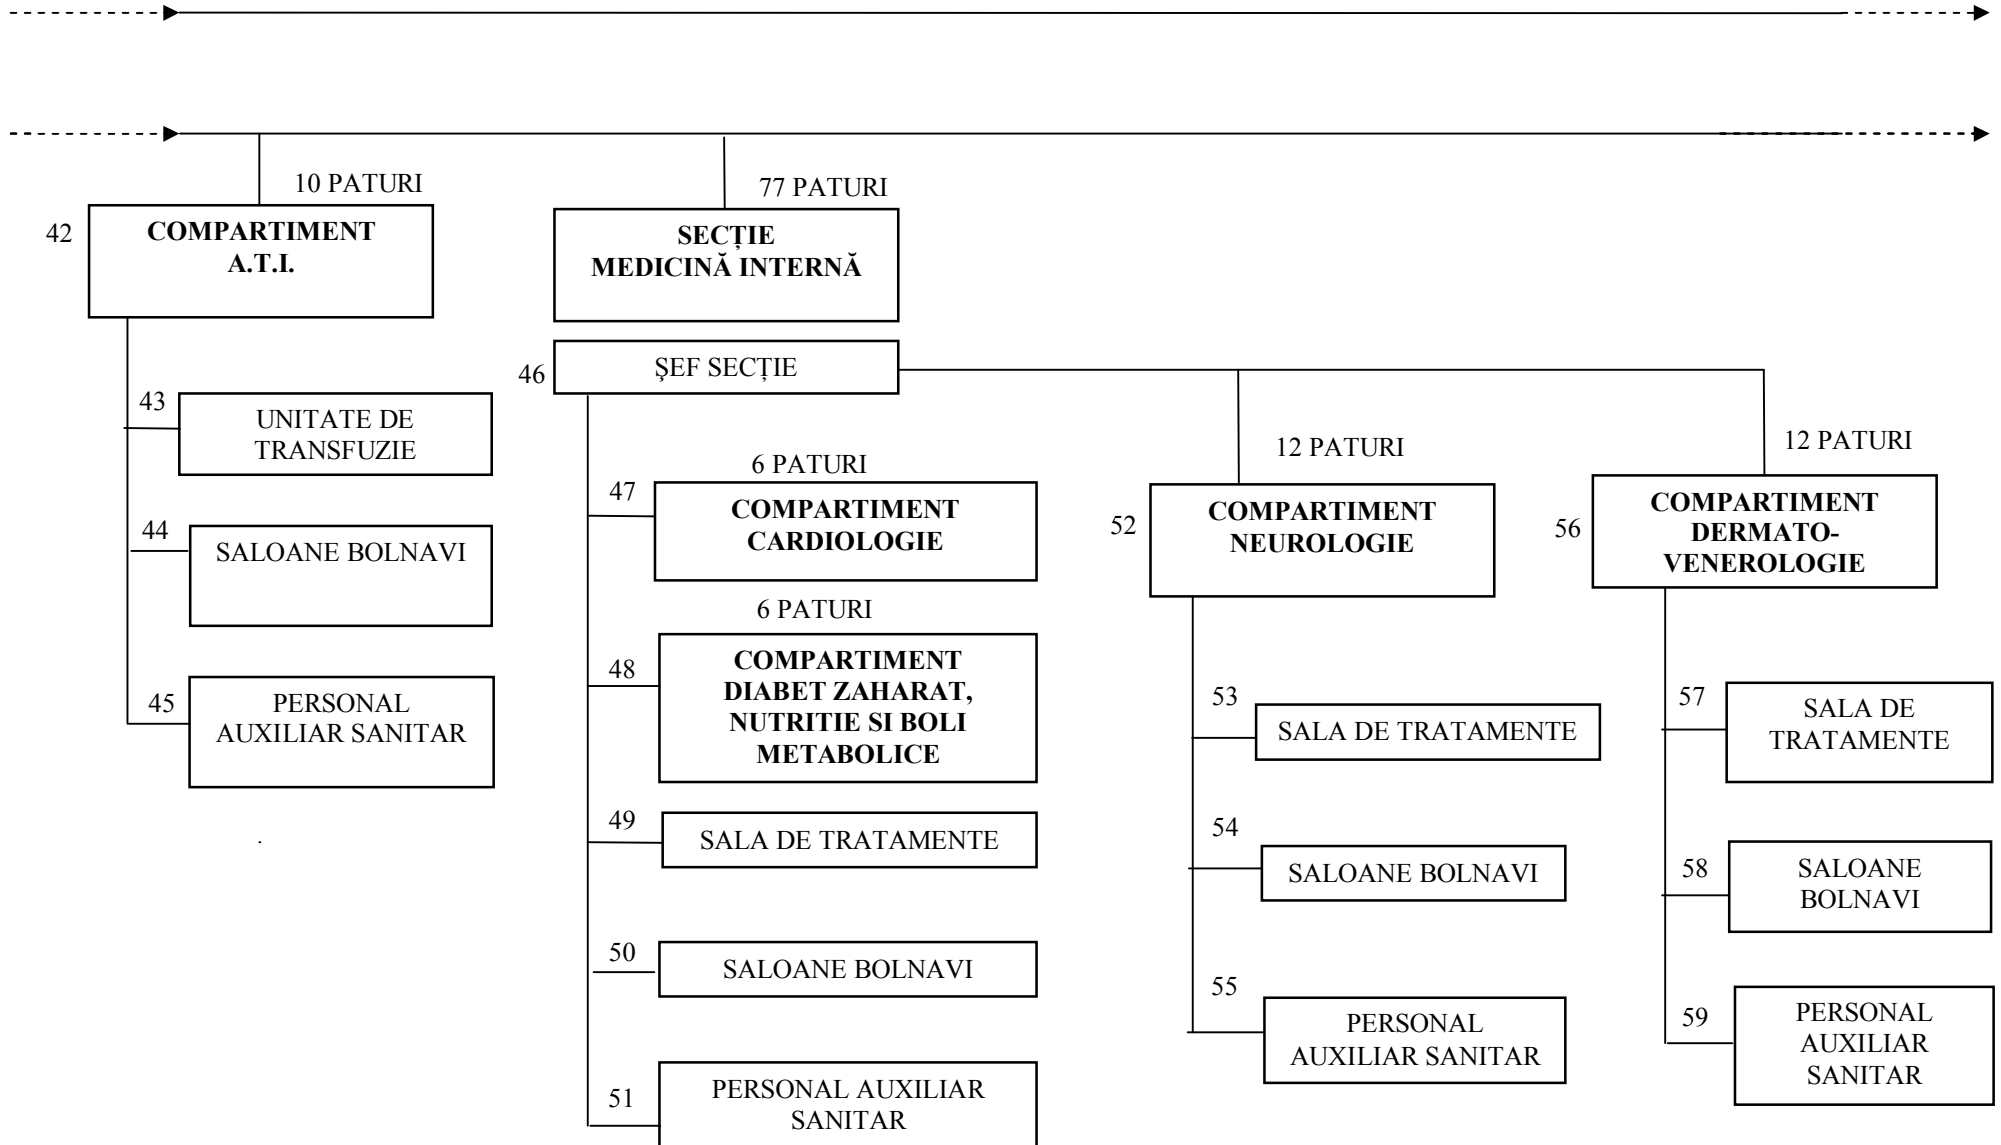 10 PATURI
42
COMPARTIMENT
A.T.I.
43
UNITATE DE
TRANSFUZIE
44
SALOANE BOLNAVI
45
PERSONAL
AUXILIAR SANITAR
.
77 PATURI
SECȚIE
MEDICINĂ INTERNĂ
46
ŞEF SECȚIE
6 PATURI
47
COMPARTIMENT
CARDIOLOGIE
6 PATURI
48
COMPARTIMENT
DIABET ZAHARAT,
NUTRITIE SI BOLI
METABOLICE
49
SALA DE TRATAMENTE
50
SALOANE BOLNAVI
51
PERSONAL AUXILIAR
SANITAR
12 PATURI
52
COMPARTIMENT
NEUROLOGIE
53
SALA DE TRATAMENTE
54
SALOANE BOLNAVI
55
PERSONAL
AUXILIAR SANITAR
12 PATURI
56
COMPARTIMENT
DERMATO-
VENEROLOGIE
57
SALA DE
TRATAMENTE
58
SALOANE
BOLNAVI
59
PERSONAL
AUXILIAR
SANITAR